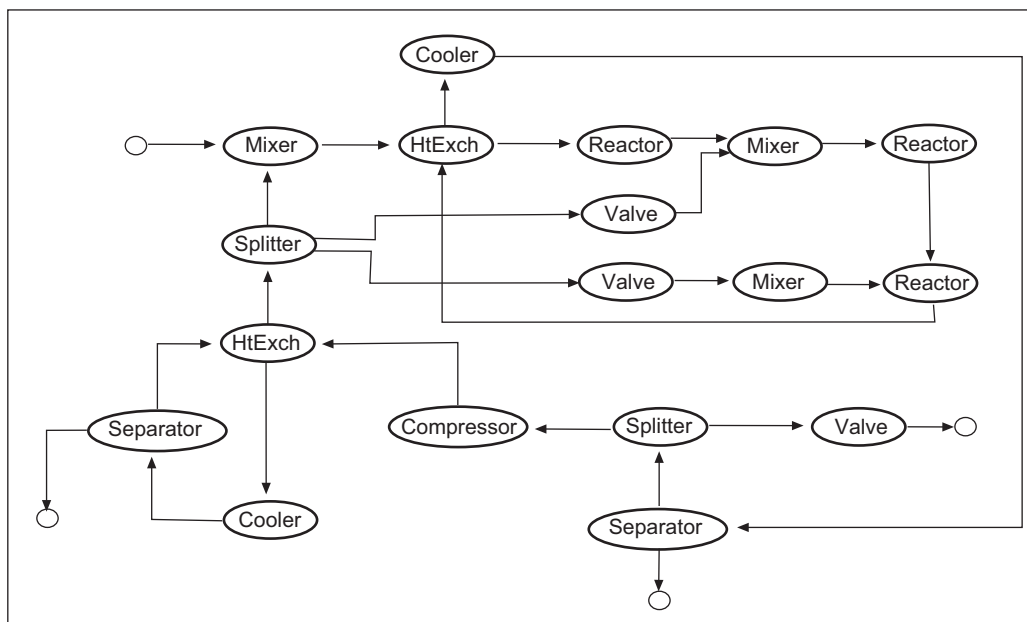 Cooler
Mixer
HtExch
Reactor
Mixer
Reactor
Valve
Splitter
Valve
Mixer
Reactor
HtExch
Separator
Compressor
Splitter
Valve
Cooler
Separator